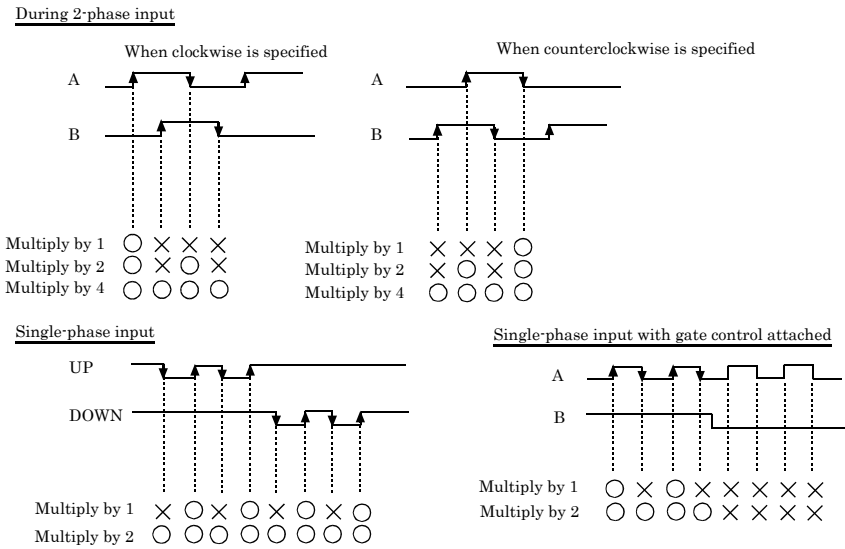 During 2-phase input
When clockwise is specified
A
B
Multiply by 1
Multiply by 2
Multiply by 4
When counterclockwise is specified
A
B
Multiply by 1
Multiply by 2
Multiply by 4
Single-phase input
UP
DOWN
Multiply by 1
Multiply by 2
Single-phase input with gate control attached
A
B
Multiply by 1
Multiply by 2